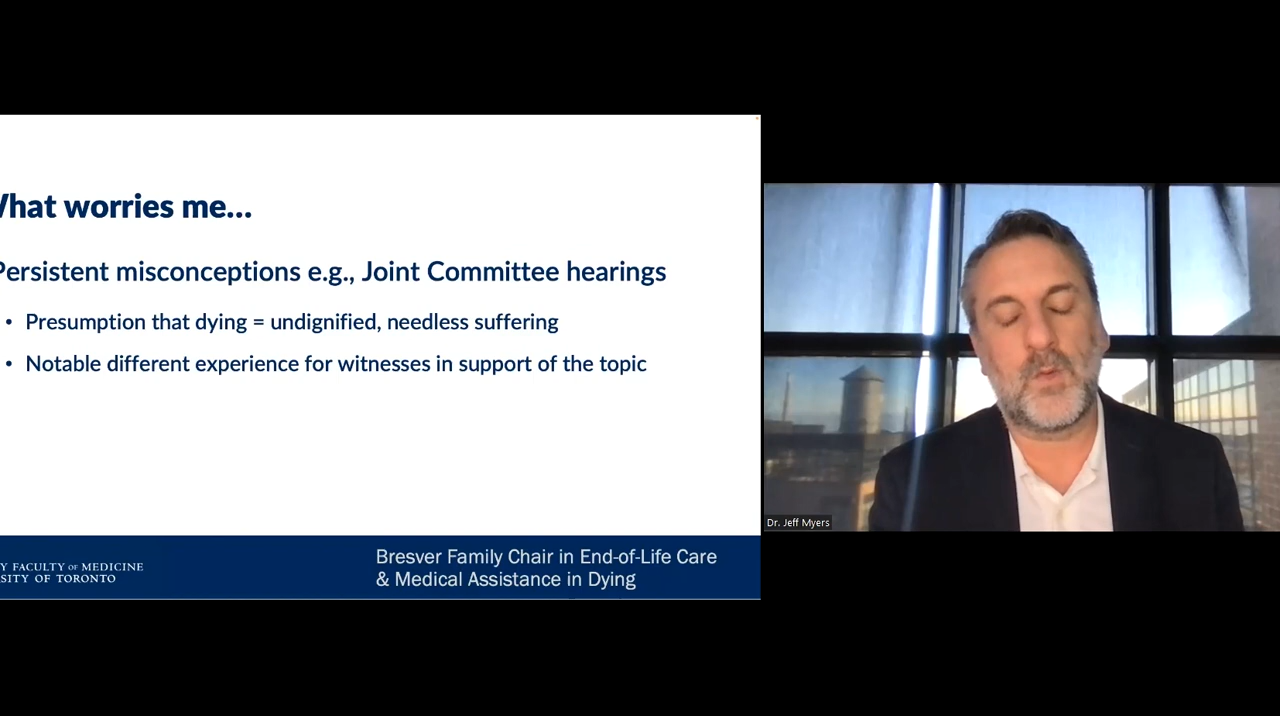 What worries me...
Persistent misconceptions e.g., Joint Committee hearings
• Presumption that dying = undignified, needless suffering
• Notable different experience for witnesses in support of the topic
Y FACULTY OF MEDICINE
SITY OF TORONTO
Bresver Family Chair in End-of-Life Care
& Medical Assistance in Dying
Dr. Jeff Myers